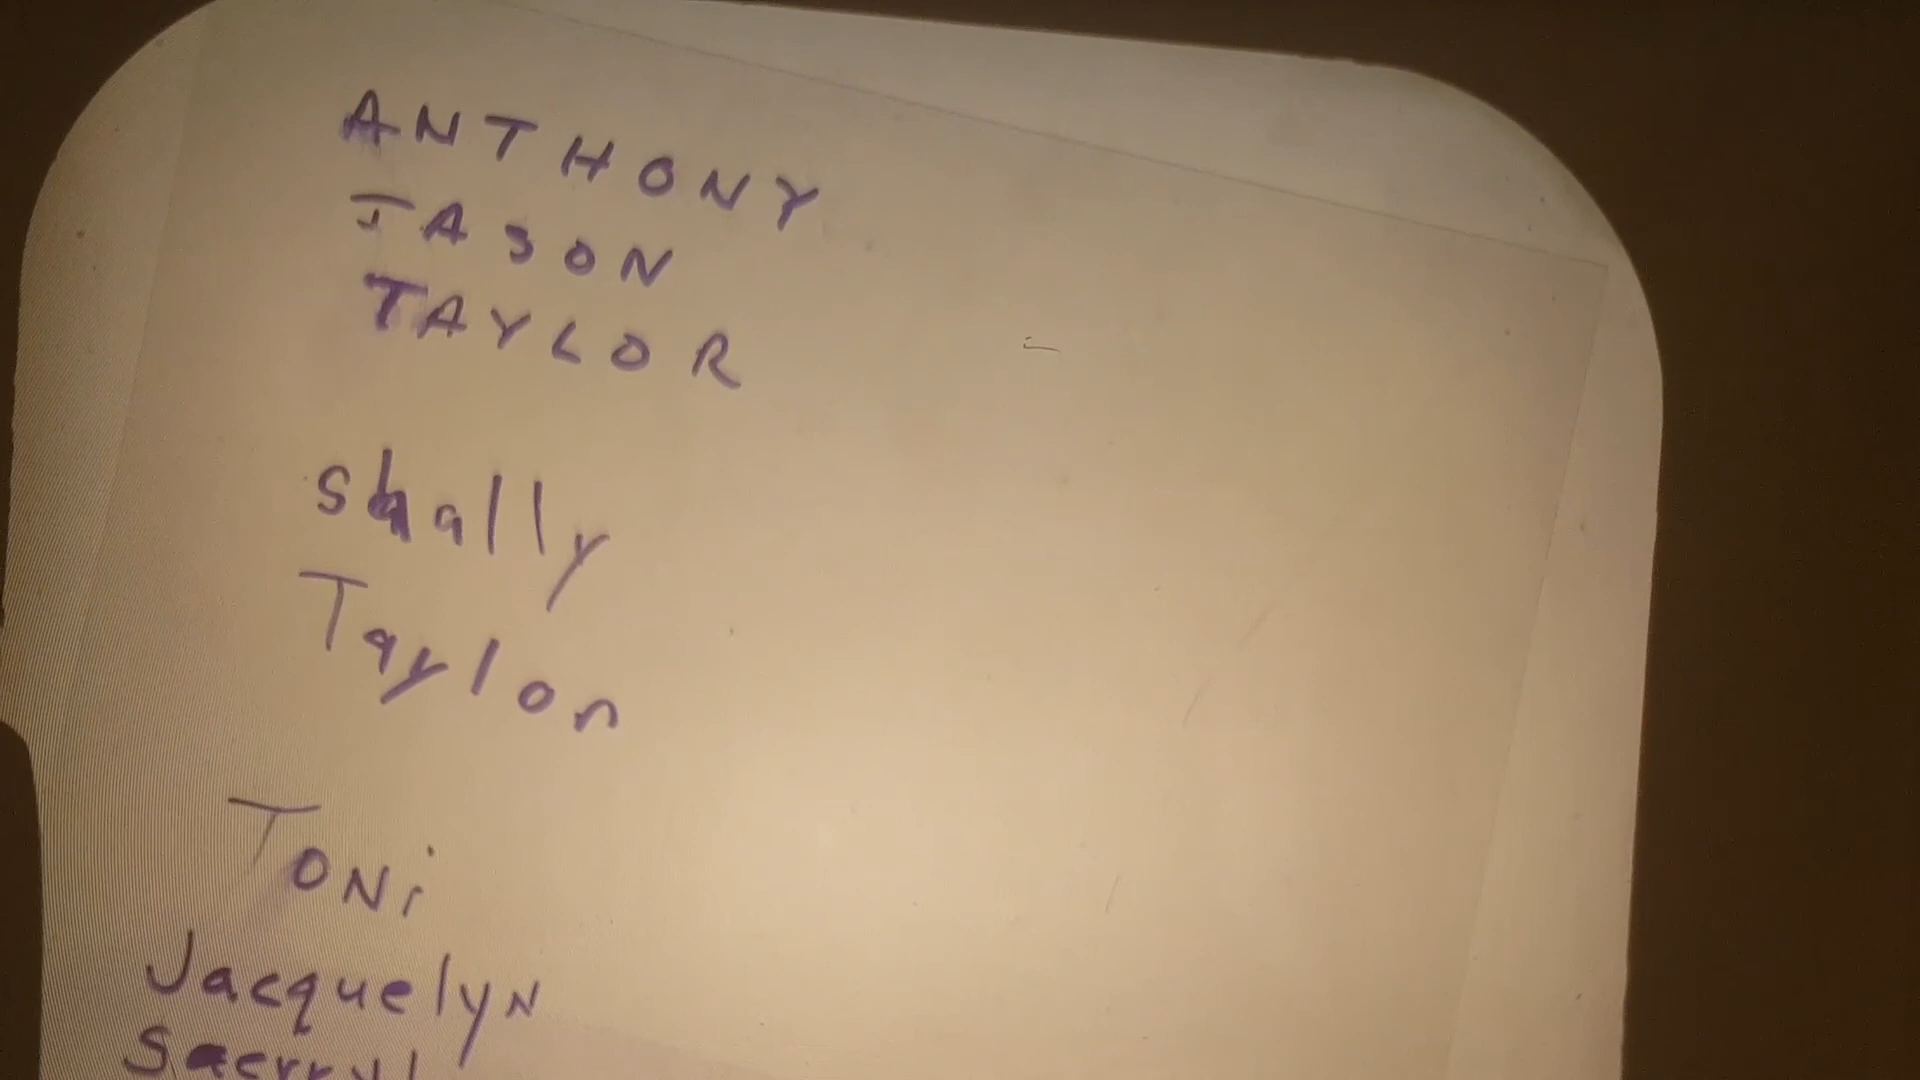 ANTHONY
JASON
TAYLOR
shally
Taylor
TONi
JacquelyN